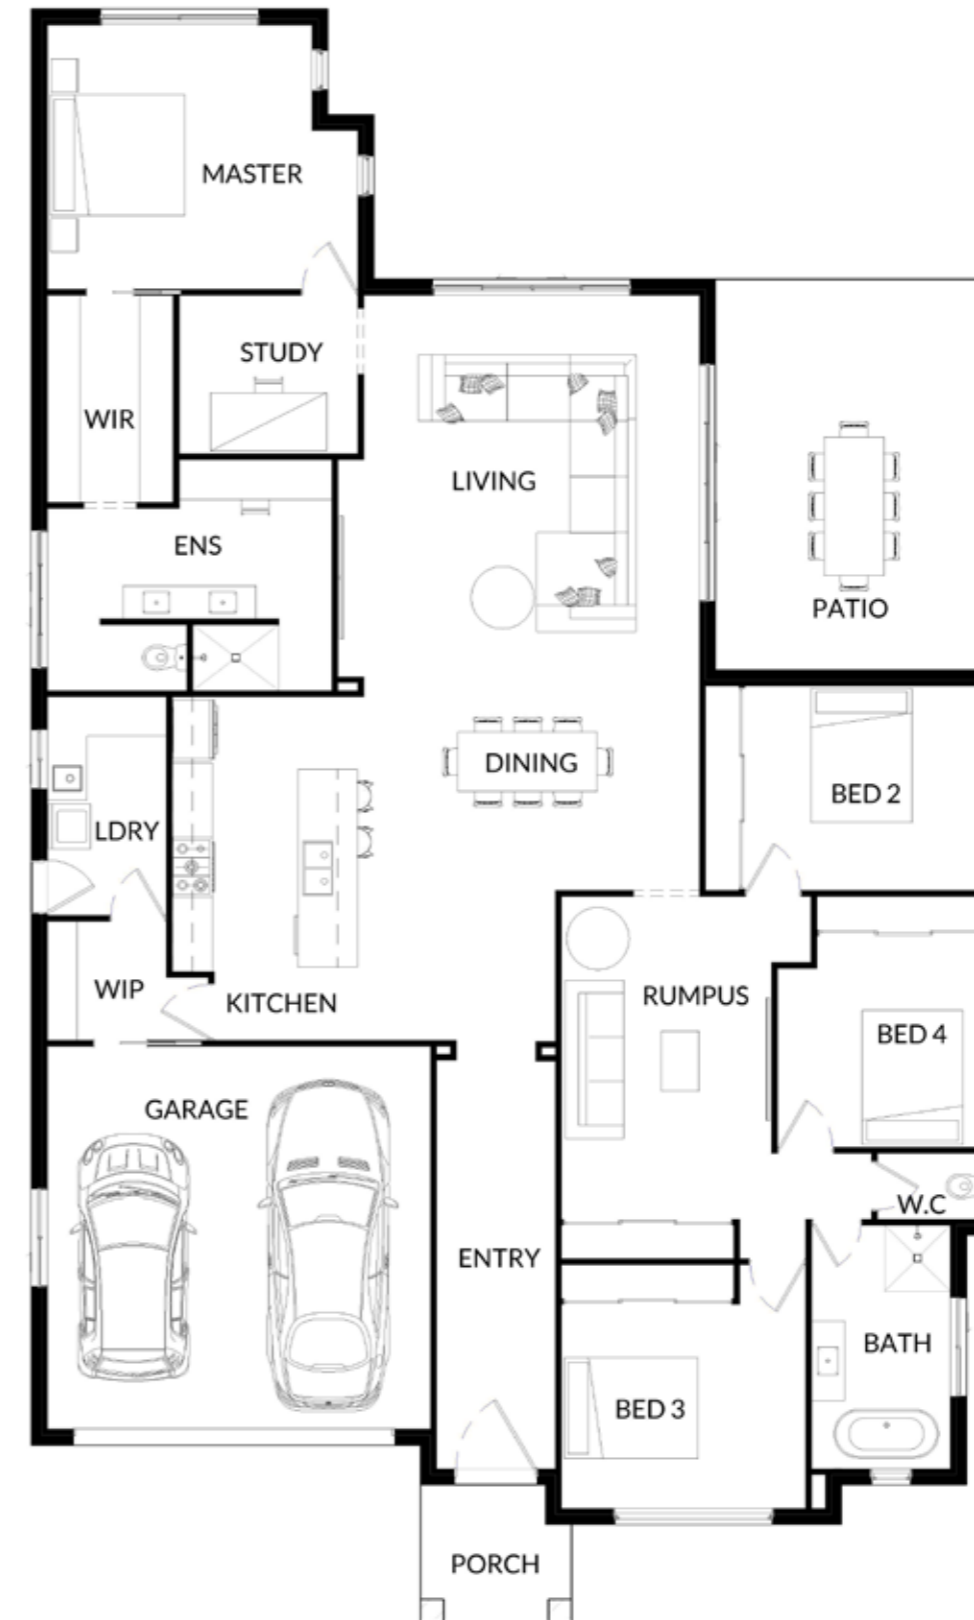 MASTER
STUDY
WIR
LIVING
ENS
PATIO
DINING
BED 2
LDRY
WIP
KITCHEN
RUMPUS
BED 4
GARAGE
W.C
ENTRY
BATH
BED 3
PORCH